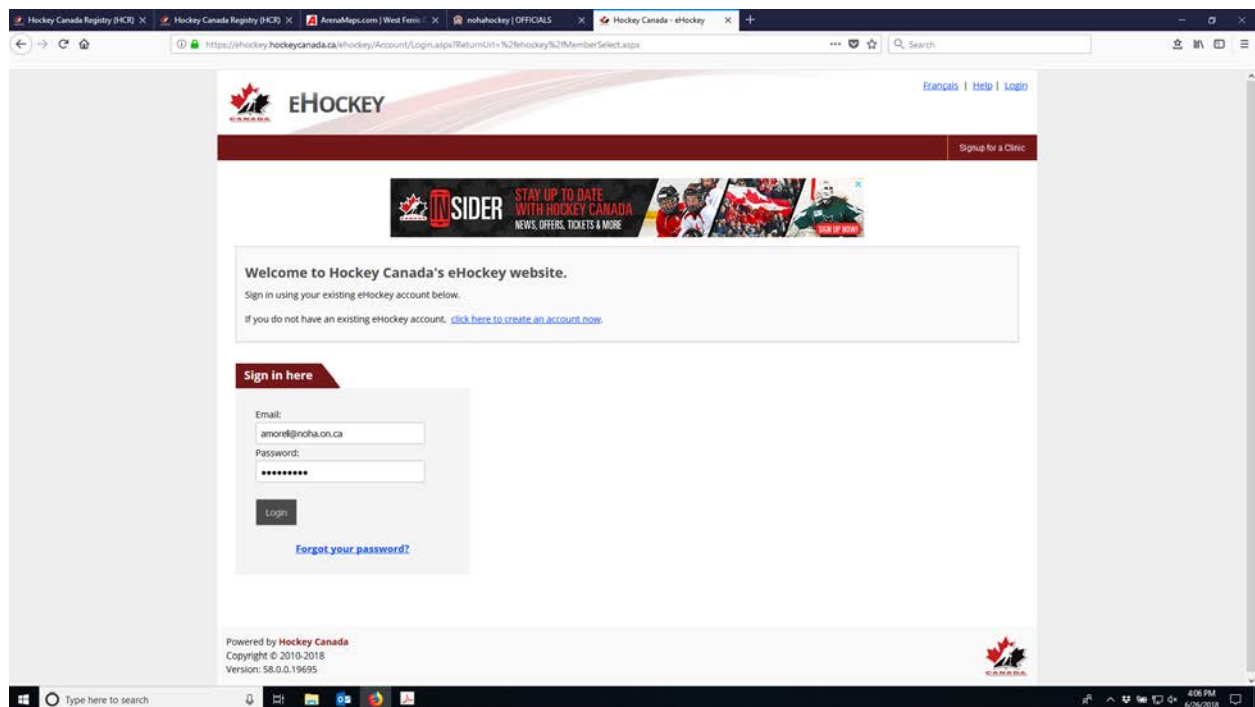 Hockey Canada Registry (HCR)
Hockey Canada Registry (HCR)
ArenaMaps.com | West Ferris
nohahockey | OFFICIALS
Hockey Canada - eHockey
https://ehockey.hockeycanada.ca/ehockey/Account/Login.aspx?ReturnUrl=%2fehockey%2fMemberSelect.aspx
Search
CANADA
EHOCKEY
Français | Help | Login
Signup for a Clinic
INSIDER
STAY UP TO DATE
WITH HOCKEY CANADA
NEWS, OFFERS, TICKETS & MORE
SIGN UP NOW!
Welcome to Hockey Canada's eHockey website.
Sign in using your existing eHockey account below.
If you do not have an existing eHockey account, click here to create an account now.
Sign in here
Email:
amorell@noha.on.ca
Password:
•••••••••
Login
Forgot your password?
Powered by Hockey Canada
Copyright © 2010-2018
Version: 58.0.0.19695
CANADA
Type here to search
4:06 PM
6/26/2018